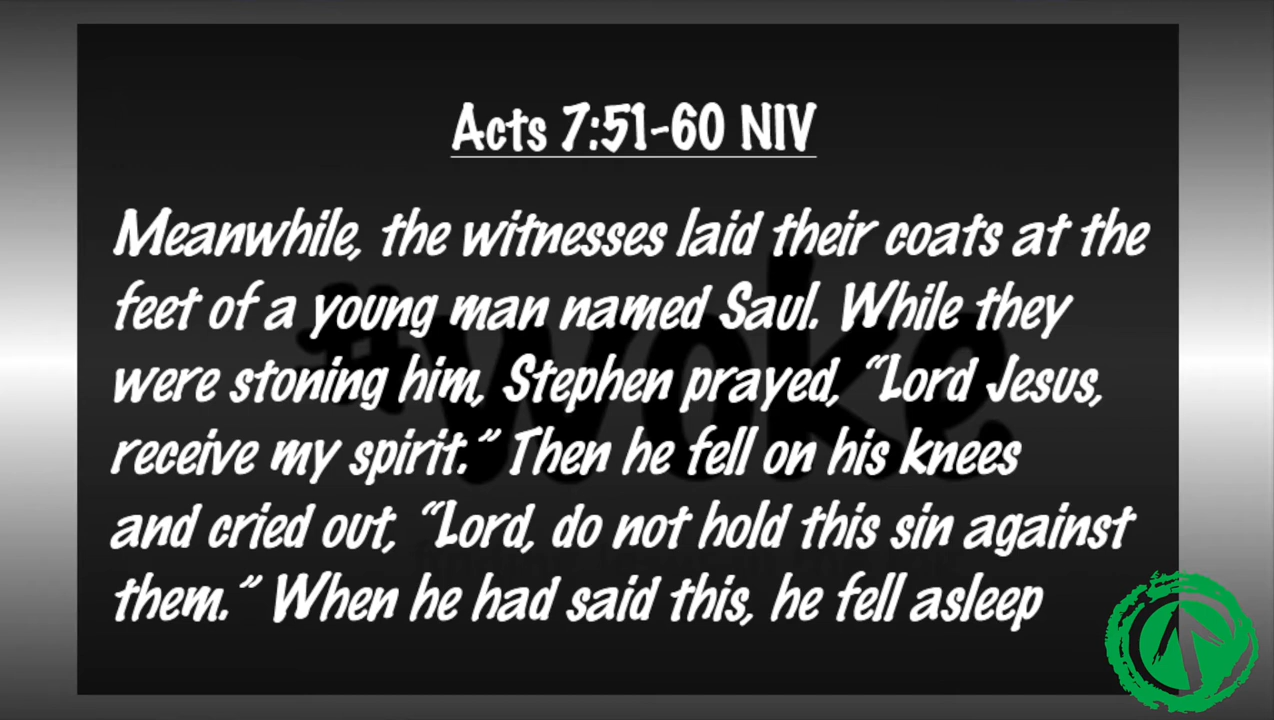 Acts 7:51-60 NIV
Meanwhile, the witnesses laid their coats at the
feet of a young man named Saul. While they
were stoning him, Stephen prayed, “Lord Jesus,
receive my spirit.” Then he fell on his knees
and cried out, “Lord, do not hold this sin against
them.” When he had said this, he fell asleep
#woke